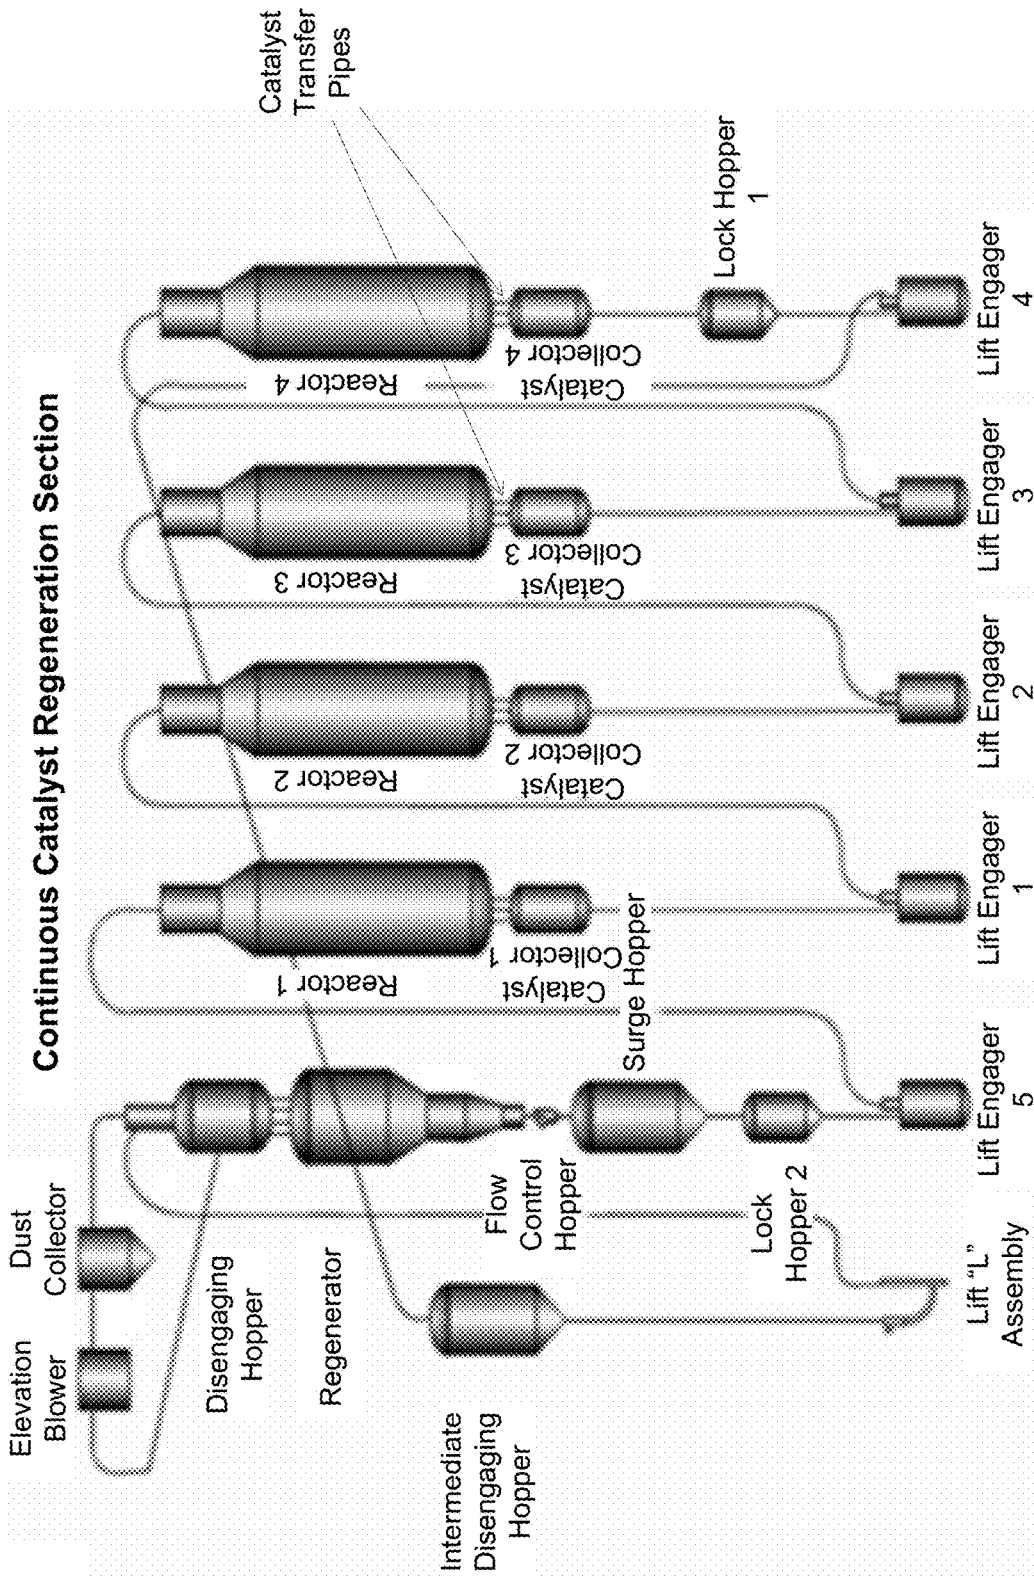 Continuous Catalyst Regeneration Section
Elevation
Blower
Dust
Collector
Catalyst
Transfer
Pipes
Disengaging
Hopper
Regenerator
Reactor 1
Reactor 2
Reactor 3
Reactor 4
Intermediate
Disengaging
Hopper
Flow
Control
Hopper
Catalyst
Collector 1
Catalyst
Collector 2
Catalyst
Collector 3
Catalyst
Collector 4
Surge Hopper
Lock
Hopper 2
Lock Hopper
1
Lift "L"
Assembly
Lift Engager
5
Lift Engager
1
Lift Engager
2
Lift Engager
3
Lift Engager
4